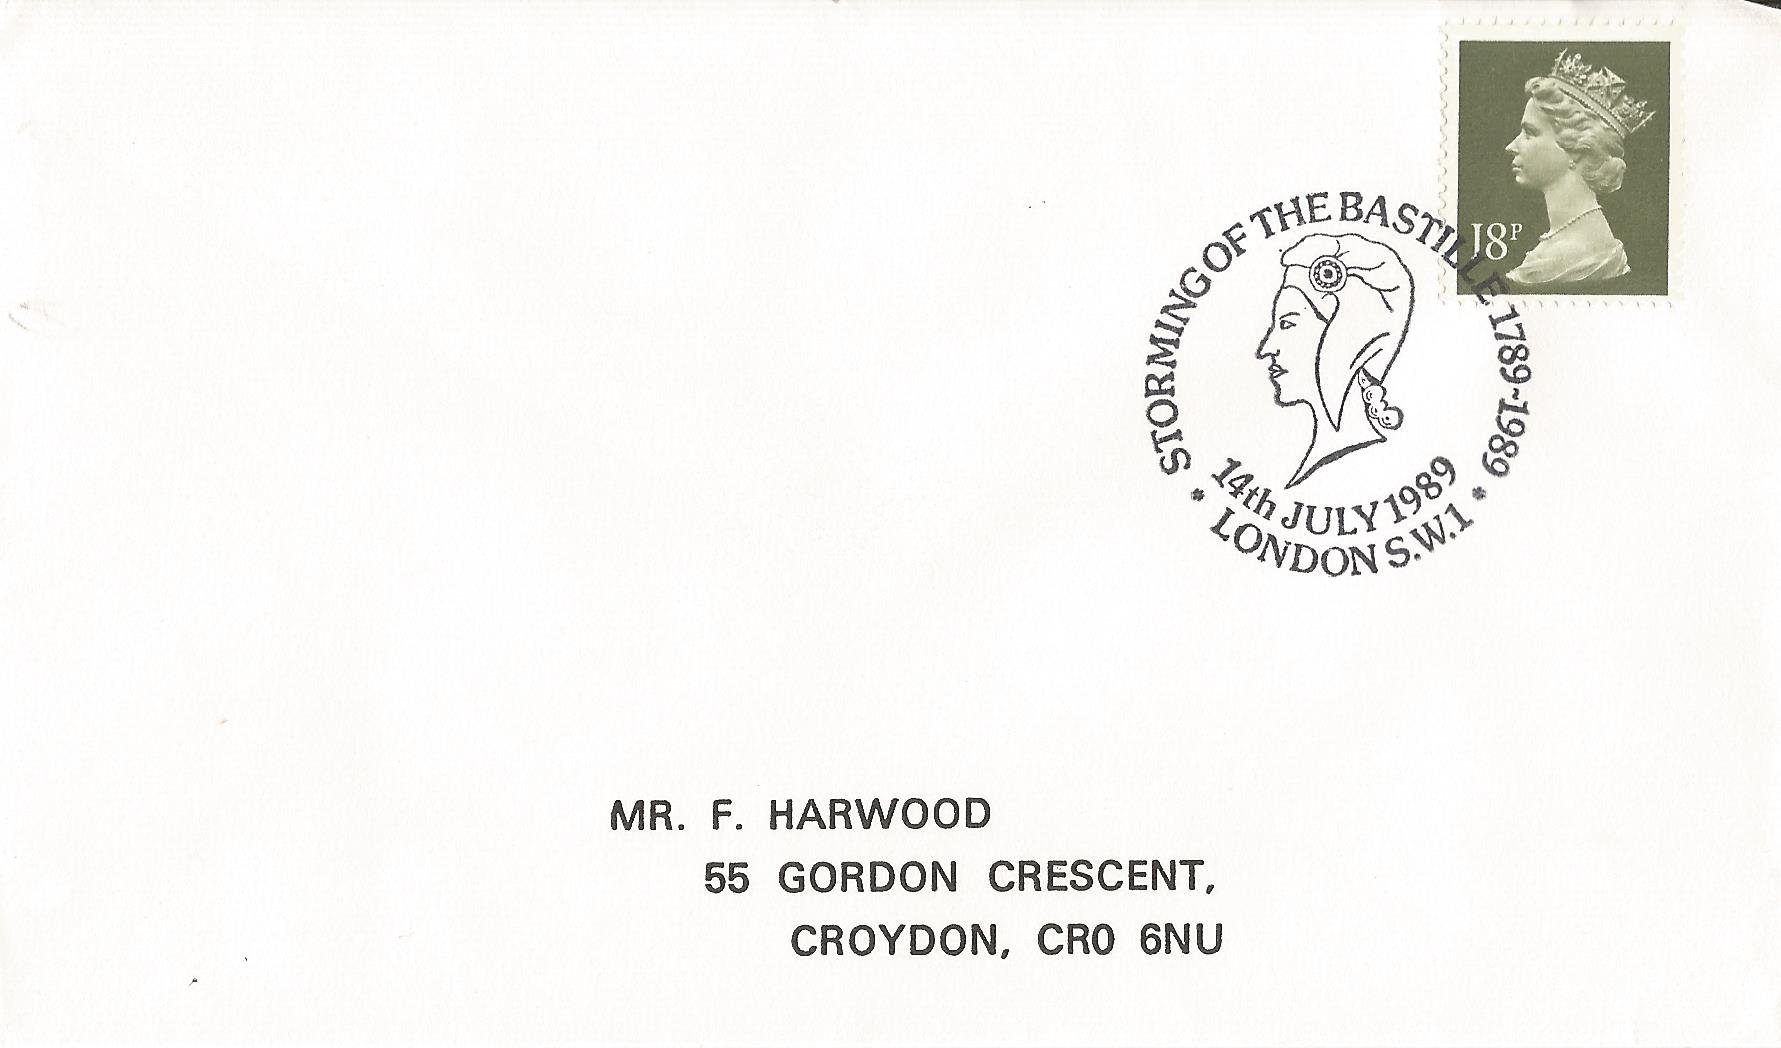 18P
STORMING OF THE BASTILLE 1789~1989
14th JULY 1989
* LONDON S.W.1 *
MR. F. HARWOOD
55 GORDON CRESCENT,
CROYDON, CR0 6NU